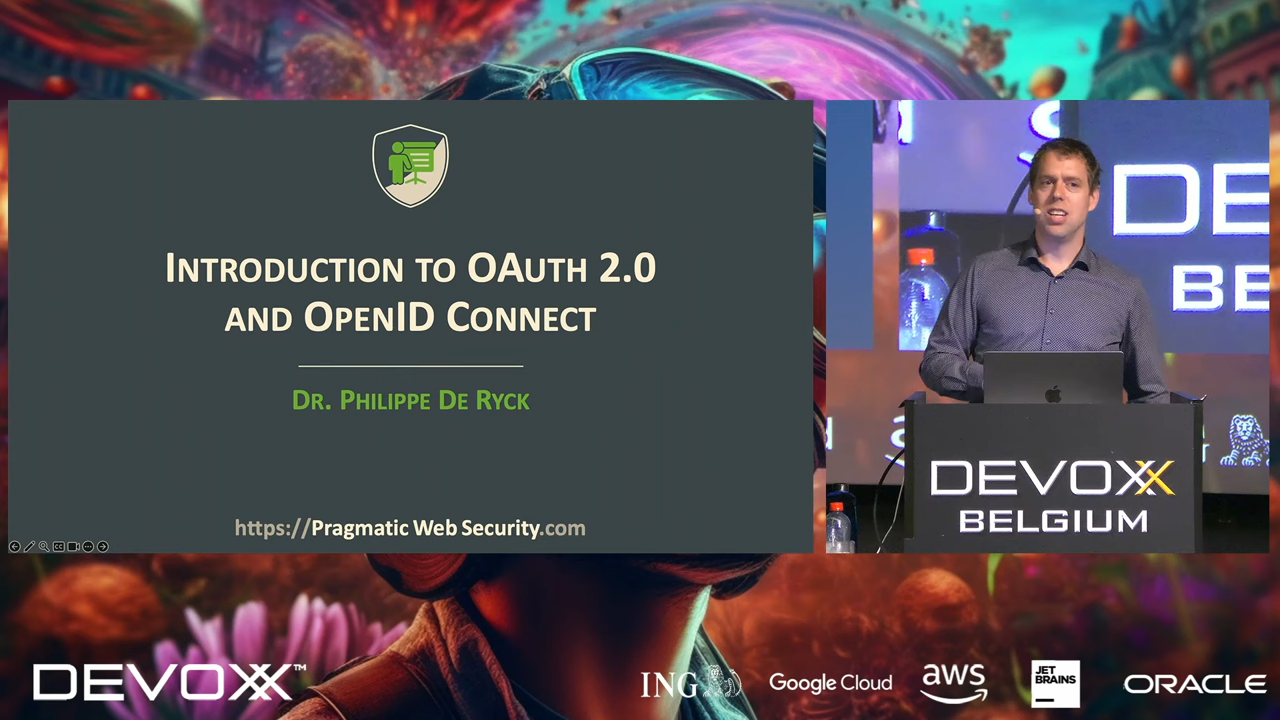 INTRODUCTION TO OAUTH 2.0
AND OPENID CONNECT
DR. PHILIPPE DE RYCK
https://Pragmatic Web Security.com
DE
BE
DEVOXX
BELGIUM
DEVOXX™
ING
Google Cloud
aws
JET
BRAINS
ORACLE